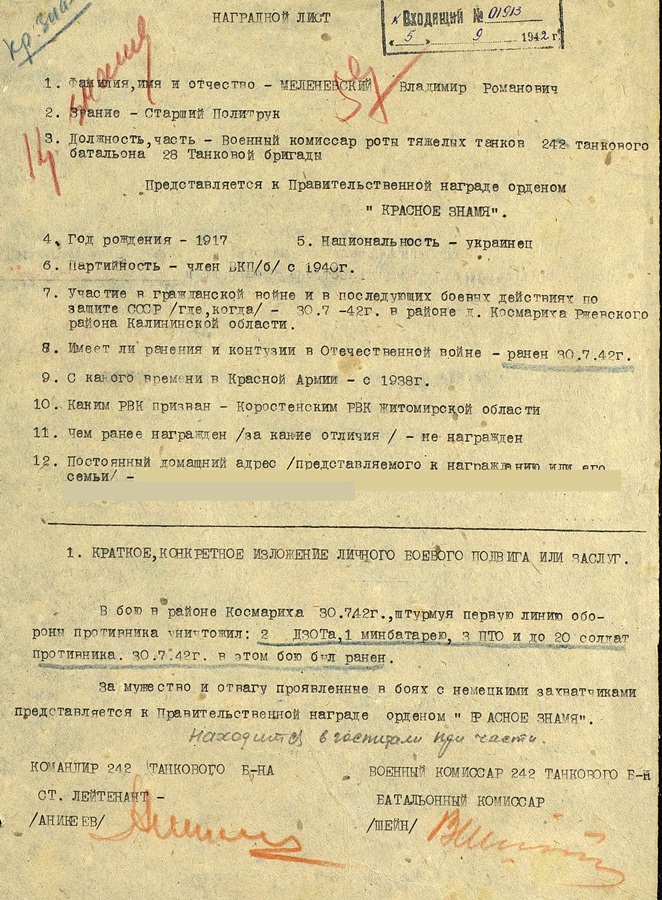 НАГРАДНОЙ ЛИСТ
Входящий № 01913
5 9 1942 г.
Кр. Зна
1. Фамилия,имя и отчество - МЕЛЕНЕВСКИЙ Владимир Романович
2. Звание - Старший Политрук
3. Должность,часть - Военный комиссар роты тяжелых танков 242 танкового
батальона 28 Танковой бригады
Представляется к Правительственной награде орденом
" КРАСНОЕ ЗНАМЯ".
4. Год рождения - 1917 5. Национальность - украинец
6. Партийность - член ВКП/б/ с 1940г.
7. Участие в гражданской войне и в последующих боевых действиях по
защите СССР /где,когда/ - 30.7 -42г. в районе д. Космариха Ржевского
района Калининской области.
8. Имеет ли ранения и контузии в Отечественной войне - ранен 30.7.42г.
9. С какого времени в Красной Армии - с 1938г.
10. Каким РВК призван - Коростенским РВК Житомирской области
11. Чем ранее награжден /за какие отличия / - не награжден
12. Постоянный домашний адрес /представляемого к награждению или его
семьи/ -
1. КРАТКОЕ,КОНКРЕТНОЕ ИЗЛОЖЕНИЕ ЛИЧНОГО БОЕВОГО ПОДВИГА ИЛИ ЗАСЛУГ.
В бою в районе Космариха 30.742г.,штурмуя первую линию обо-
роны противника уничтожил: 2 ДЗОТа,1 минбатарею, 3 ПТО и до 20 солдат
противника. 30.7.42г. в этом бою был ранен.
За мужество и отвагу проявленные в боях с немецкими захватчиками
представляется к Правительственной награде орденом " КРАСНОЕ ЗНАМЯ".
Находится в госпитали при части.
КОМАНДИР 242 ТАНКОВОГО Б-НА ВОЕННЫЙ КОМИССАР 242 ТАНКОВОГО Б-Н
СТ. ЛЕЙТЕНАНТ - БАТАЛЬОННЫЙ КОМИССАР
/АНИКЕЕВ/ /ШЕЙН/